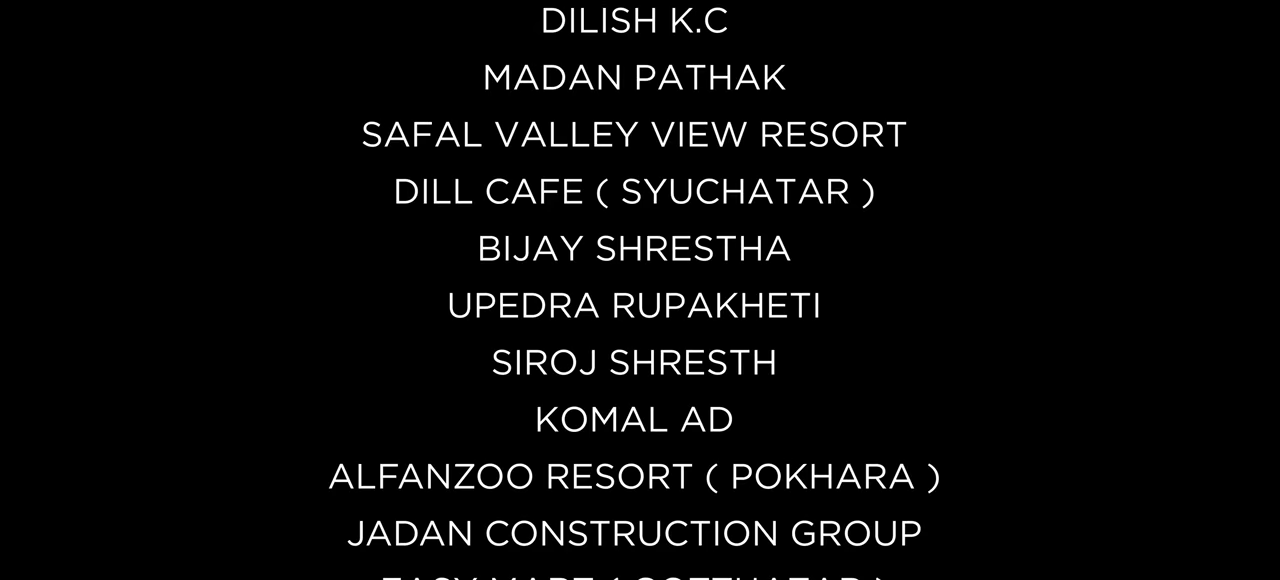 DILISH K.C
MADAN PATHAK
SAFAL VALLEY VIEW RESORT
DILL CAFE ( SYUCHATAR )
BIJAY SHRESTHA
UPEDRA RUPAKHETI
SIROJ SHRESTH
KOMAL AD
ALFANZOO RESORT ( POKHARA )
JADAN CONSTRUCTION GROUP